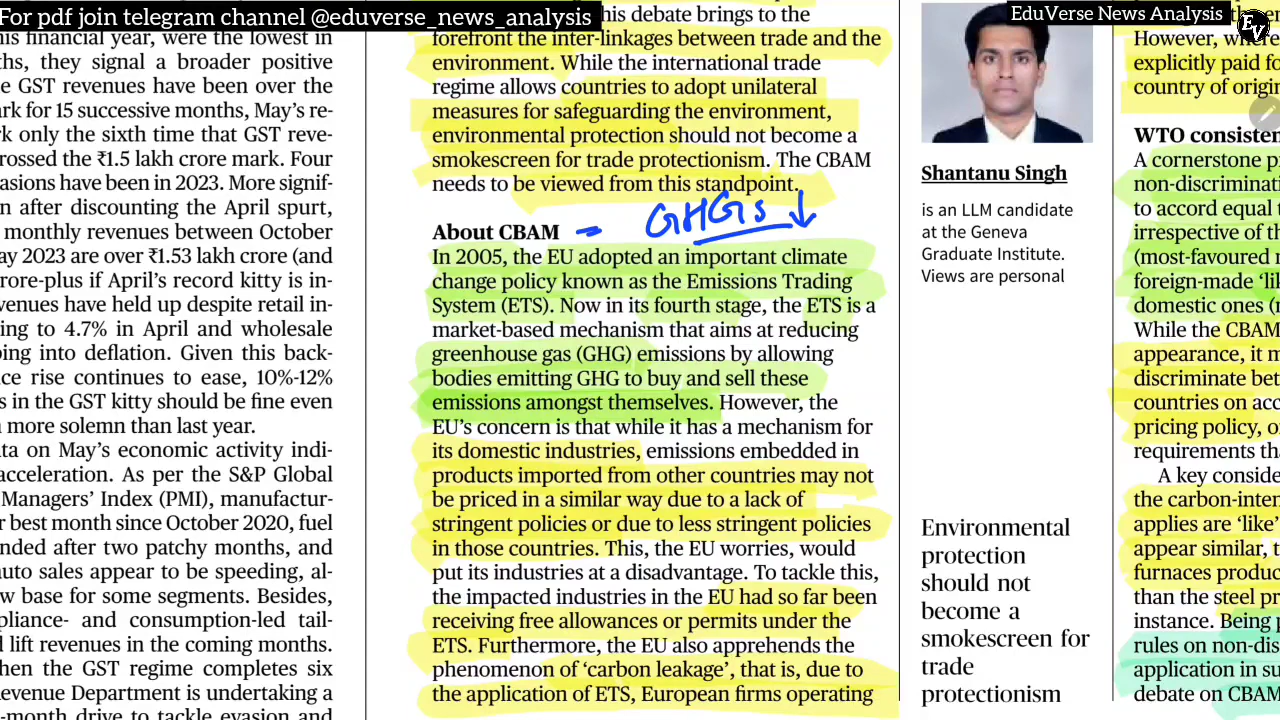 For pdf join telegram channel @eduverse_news_analysis
EduVerse News Analysis
EV
his financial year, were the lowest in
ths, they signal a broader positive
e GST revenues have been over the
ark for 15 successive months, May's re-
rk only the sixth time that GST reve-
rossed the ₹1.5 lakh crore mark. Four
asions have been in 2023. More signif-
n after discounting the April spurt,
monthly revenues between October
ay 2023 are over ₹1.53 lakh crore (and
rore-plus if April's record kitty is in-
venues have held up despite retail in-
ing to 4.7% in April and wholesale
ping into deflation. Given this back-
ce rise continues to ease, 10%-12%
s in the GST kitty should be fine even
more solemn than last year.
ata on May's economic activity indi-
acceleration. As per the S&P Global
Managers' Index (PMI), manufactur-
r best month since October 2020, fuel
nded after two patchy months, and
auto sales appear to be speeding, al-
w base for some segments. Besides,
pliance- and consumption-led tail-
d lift revenues in the coming months.
hen the GST regime completes six
evenue Department is undertaking a
-month drive to tackle evasion and
his debate brings to the
forefront the inter-linkages between trade and the
environment. While the international trade
regime allows countries to adopt unilateral
measures for safeguarding the environment,
environmental protection should not become a
smokescreen for trade protectionism. The CBAM
needs to be viewed from this standpoint.
About CBAM = GHGs ↓
In 2005, the EU adopted an important climate
change policy known as the Emissions Trading
System (ETS). Now in its fourth stage, the ETS is a
market-based mechanism that aims at reducing
greenhouse gas (GHG) emissions by allowing
bodies emitting GHG to buy and sell these
emissions amongst themselves. However, the
EU's concern is that while it has a mechanism for
its domestic industries, emissions embedded in
products imported from other countries may not
be priced in a similar way due to a lack of
stringent policies or due to less stringent policies
in those countries. This, the EU worries, would
put its industries at a disadvantage. To tackle this,
the impacted industries in the EU had so far been
receiving free allowances or permits under the
ETS. Furthermore, the EU also apprehends the
phenomenon of 'carbon leakage', that is, due to
the application of ETS, European firms operating
Shantanu Singh
is an LLM candidate
at the Geneva
Graduate Institute.
Views are personal
Environmental
protection
should not
become a
smokescreen for
trade
protectionism
However, where
explicitly paid fo
country of origin
WTO consisten
A cornerstone p
non-discriminati
to accord equal t
irrespective of th
(most-favoured n
foreign-made 'lik
domestic ones (n
While the CBAM
appearance, it m
discriminate bet
countries on acc
pricing policy, o
requirements tha
A key conside
the carbon-inten
applies are 'like'
appear similar, t
furnaces produc
than the steel pr
instance. Being p
rules on non-dis
application in su
debate on CBAM